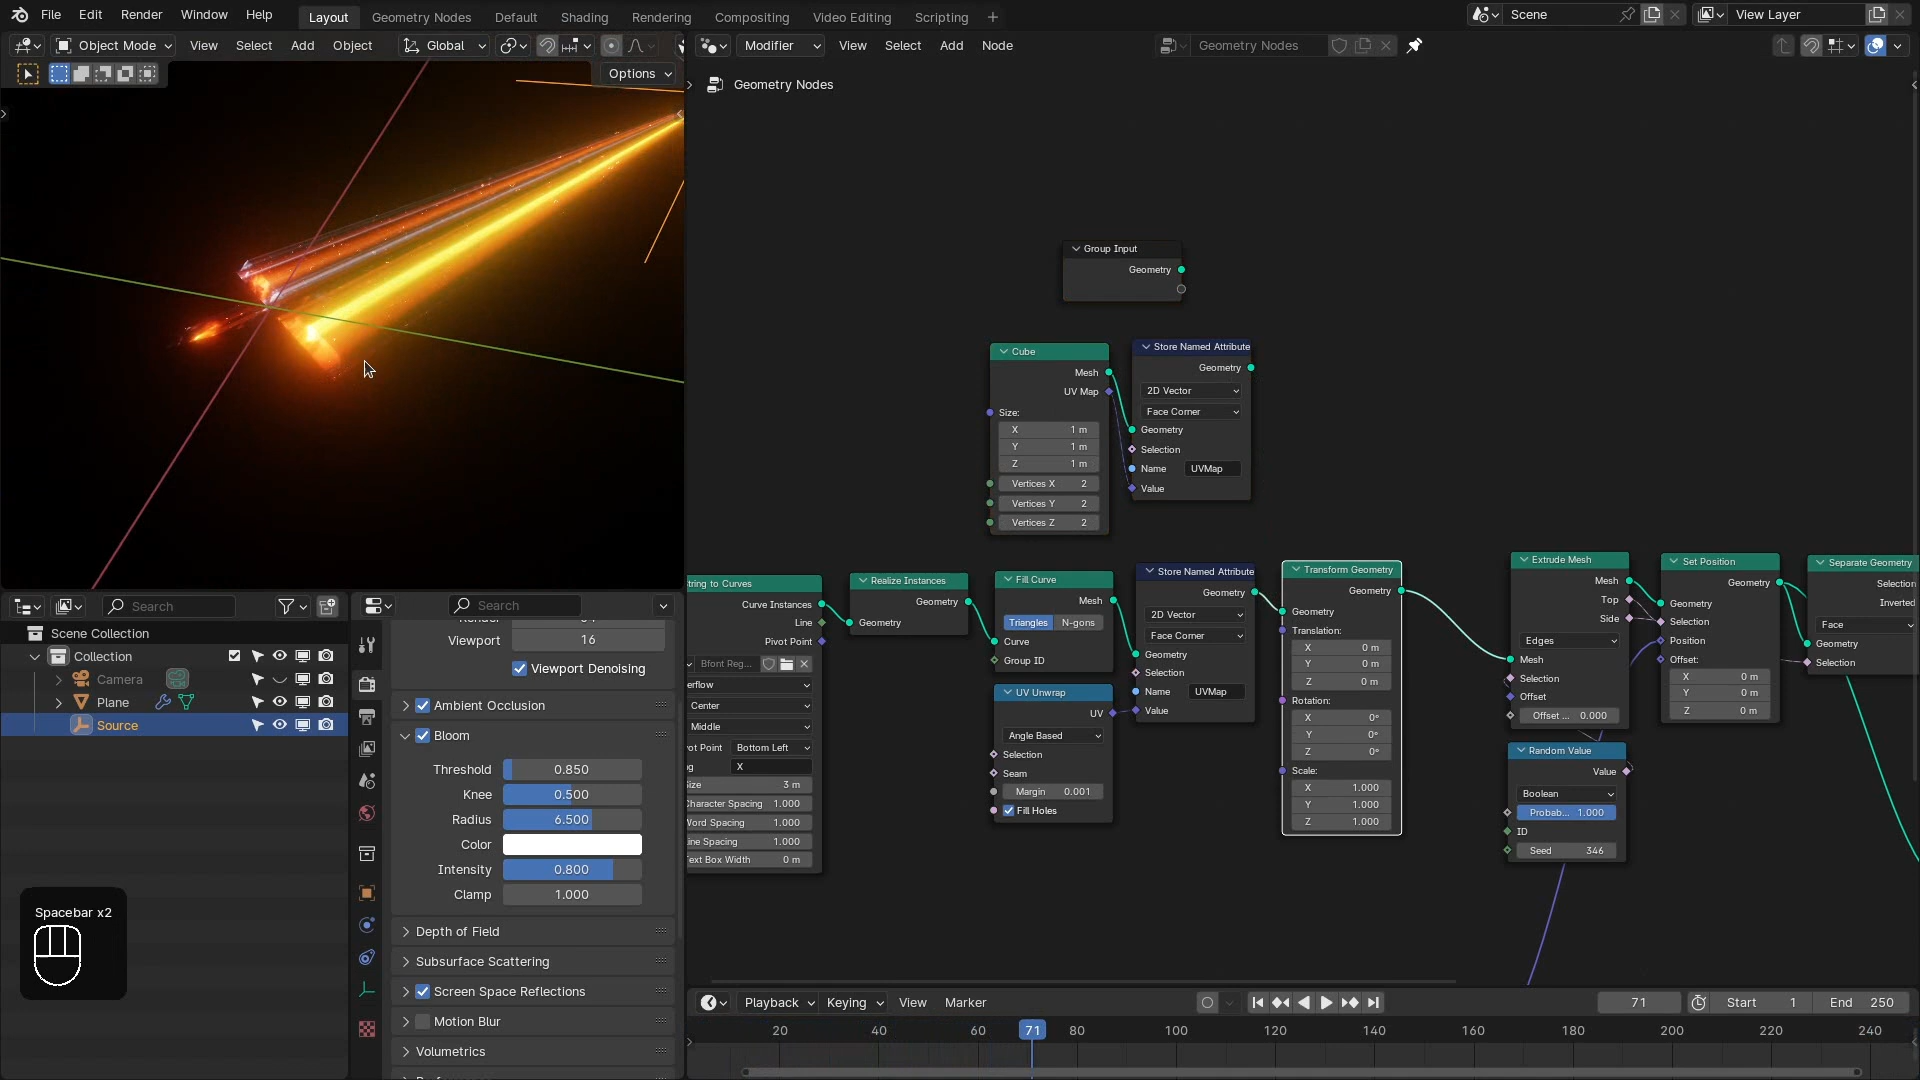 File Edit Render Window Help Layout Geometry Nodes Default Shading Rendering Compositing Video Editing Scripting + Scene View Layer
Object Mode View Select Add Object Global Modifier View Select Add Node Geometry Nodes
Options
Geometry Nodes
Group Input
Geometry
Cube
Mesh
UV Map
Size:
X 1 m
Y 1 m
Z 1 m
Vertices X 2
Vertices Y 2
Vertices Z 2
Store Named Attribute
Geometry
2D Vector
Face Corner
Geometry
Selection
Name UVMap
Value
tring to Curves
Curve Instances
Line
Pivot Point
Bfont Reg...
erflow
Center
Middle
ot Point Bottom Left
g X
Size 3 m
Character Spacing 1.000
Word Spacing 1.000
ine Spacing 1.000
Text Box Width 0 m
Realize Instances
Geometry
Geometry
Fill Curve
Mesh
Triangles N-gons
Curve
Group ID
UV Unwrap
UV
Angle Based
Selection
Seam
Margin 0.001
Fill Holes
Store Named Attribute
Geometry
2D Vector
Face Corner
Geometry
Selection
Name UVMap
Value
Transform Geometry
Geometry
Geometry
Translation:
X 0 m
Y 0 m
Z 0 m
Rotation:
X 0°
Y 0°
Z 0°
Scale:
X 1.000
Y 1.000
Z 1.000
Extrude Mesh
Mesh
Top
Side
Edges
Mesh
Selection
Offset
Offset ... 0.000
Random Value
Value
Boolean
Probab... 1.000
ID
Seed 346
Set Position
Geometry
Geometry
Selection
Position
Offset:
X 0 m
Y 0 m
Z 0 m
Separate Geometry
Selection
Inverted
Face
Geometry
Selection
Search
Scene Collection
Collection
Camera
Plane
Source
Spacebar x2
Search
Viewport 16
Viewport Denoising
Ambient Occlusion
Bloom
Threshold 0.850
Knee 0.500
Radius 6.500
Color
Intensity 0.800
Clamp 1.000
Depth of Field
Subsurface Scattering
Screen Space Reflections
Motion Blur
Volumetrics
Playback Keying View Marker 71 Start 1 End 250
20 40 60 71 80 100 120 140 160 180 200 220 240